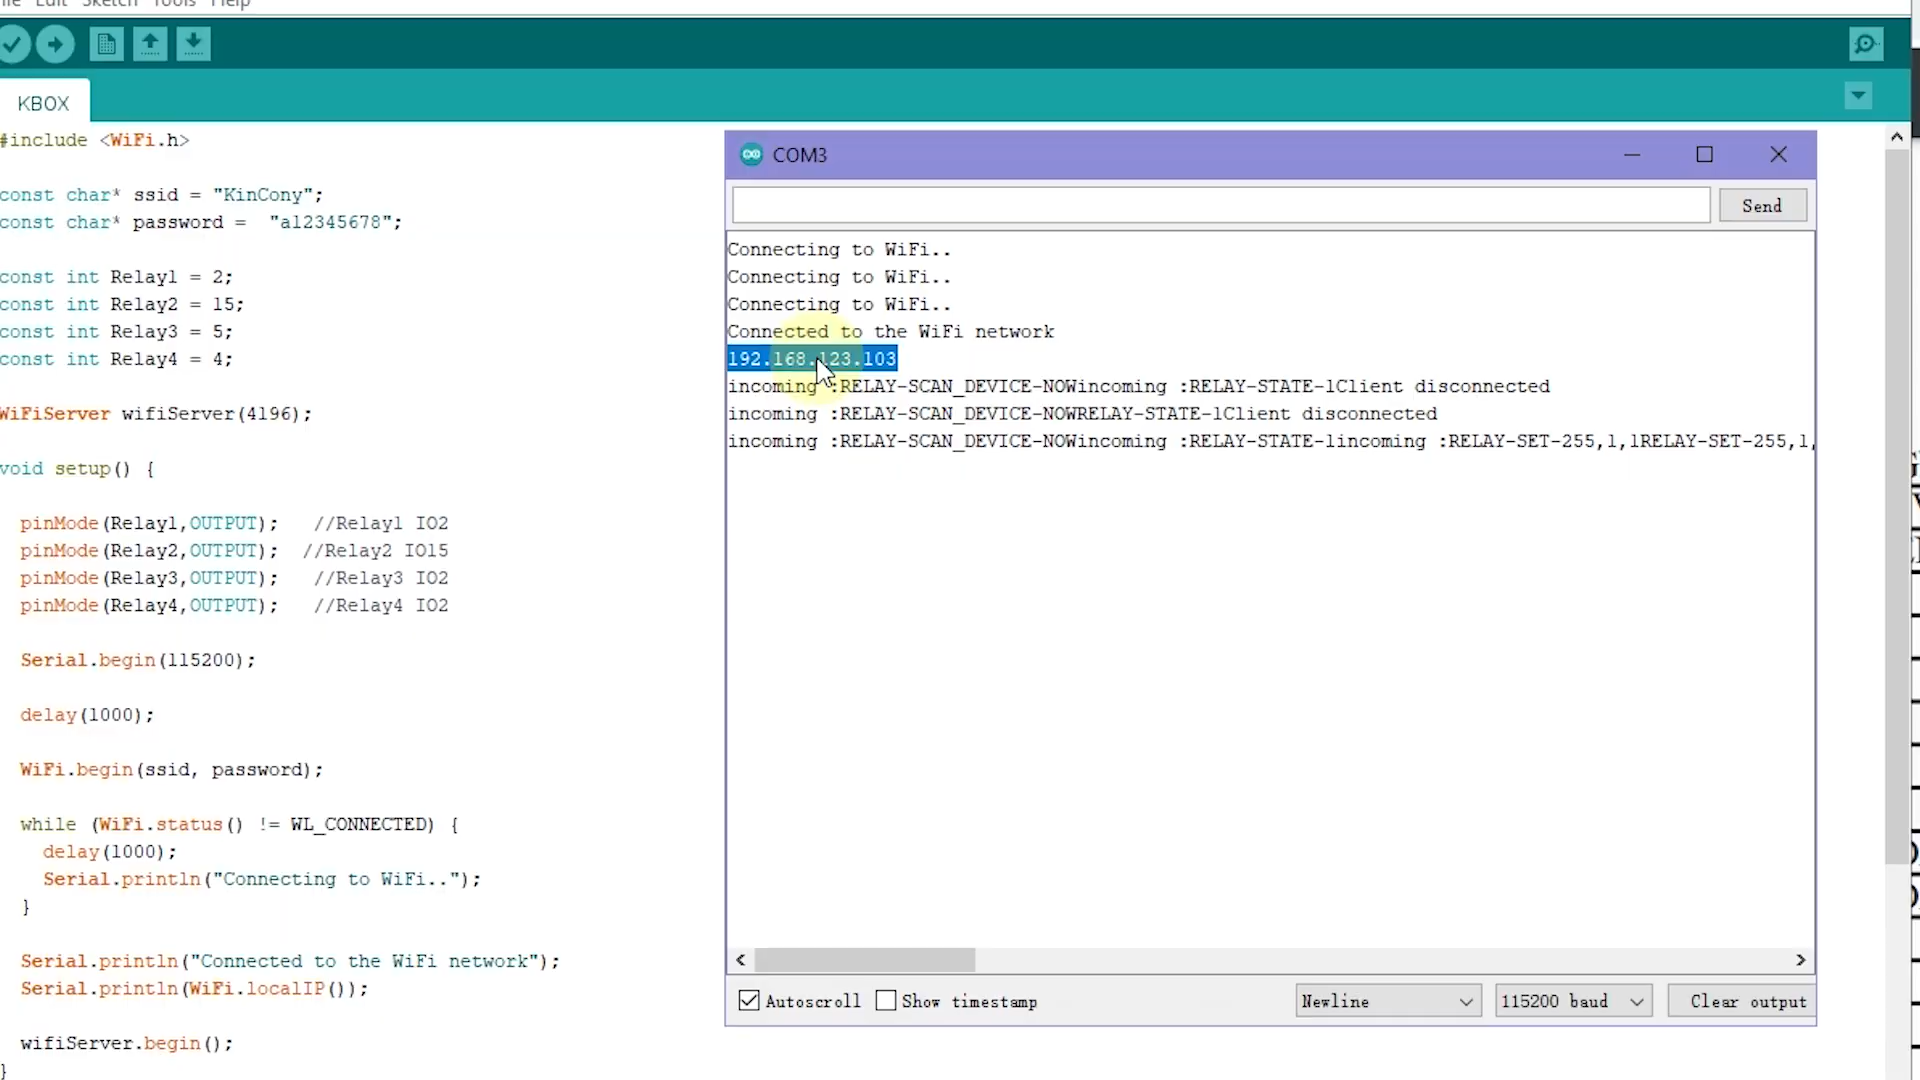 Edit Sketch Tools Help
KBOX
#include <WiFi.h>
const char* ssid = "KinCony";
const char* password =  "a12345678";
const int Relay1 = 2;
const int Relay2 = 15;
const int Relay3 = 5;
const int Relay4 = 4;
WiFiServer wifiServer(4196);
void setup() {
pinMode(Relay1,OUTPUT);   //Relay1 IO2
pinMode(Relay2,OUTPUT);  //Relay2 IO15
pinMode(Relay3,OUTPUT);   //Relay3 IO2
pinMode(Relay4,OUTPUT);   //Relay4 IO2
Serial.begin(115200);
delay(1000);
WiFi.begin(ssid, password);
while (WiFi.status() != WL_CONNECTED) {
delay(1000);
Serial.println("Connecting to WiFi..");
}
Serial.println("Connected to the WiFi network");
Serial.println(WiFi.localIP());
wifiServer.begin();
}
COM3
Send
Connecting to WiFi..
Connecting to WiFi..
Connecting to WiFi..
Connected to the WiFi network
192.168.123.103
incoming :RELAY-SCAN_DEVICE-NOWincoming :RELAY-STATE-1Client disconnected
incoming :RELAY-SCAN_DEVICE-NOWRELAY-STATE-1Client disconnected
incoming :RELAY-SCAN_DEVICE-NOWincoming :RELAY-STATE-1incoming :RELAY-SET-255,1,1RELAY-SET-255,1,
Autoscroll
Show timestamp
Newline
115200 baud
Clear output